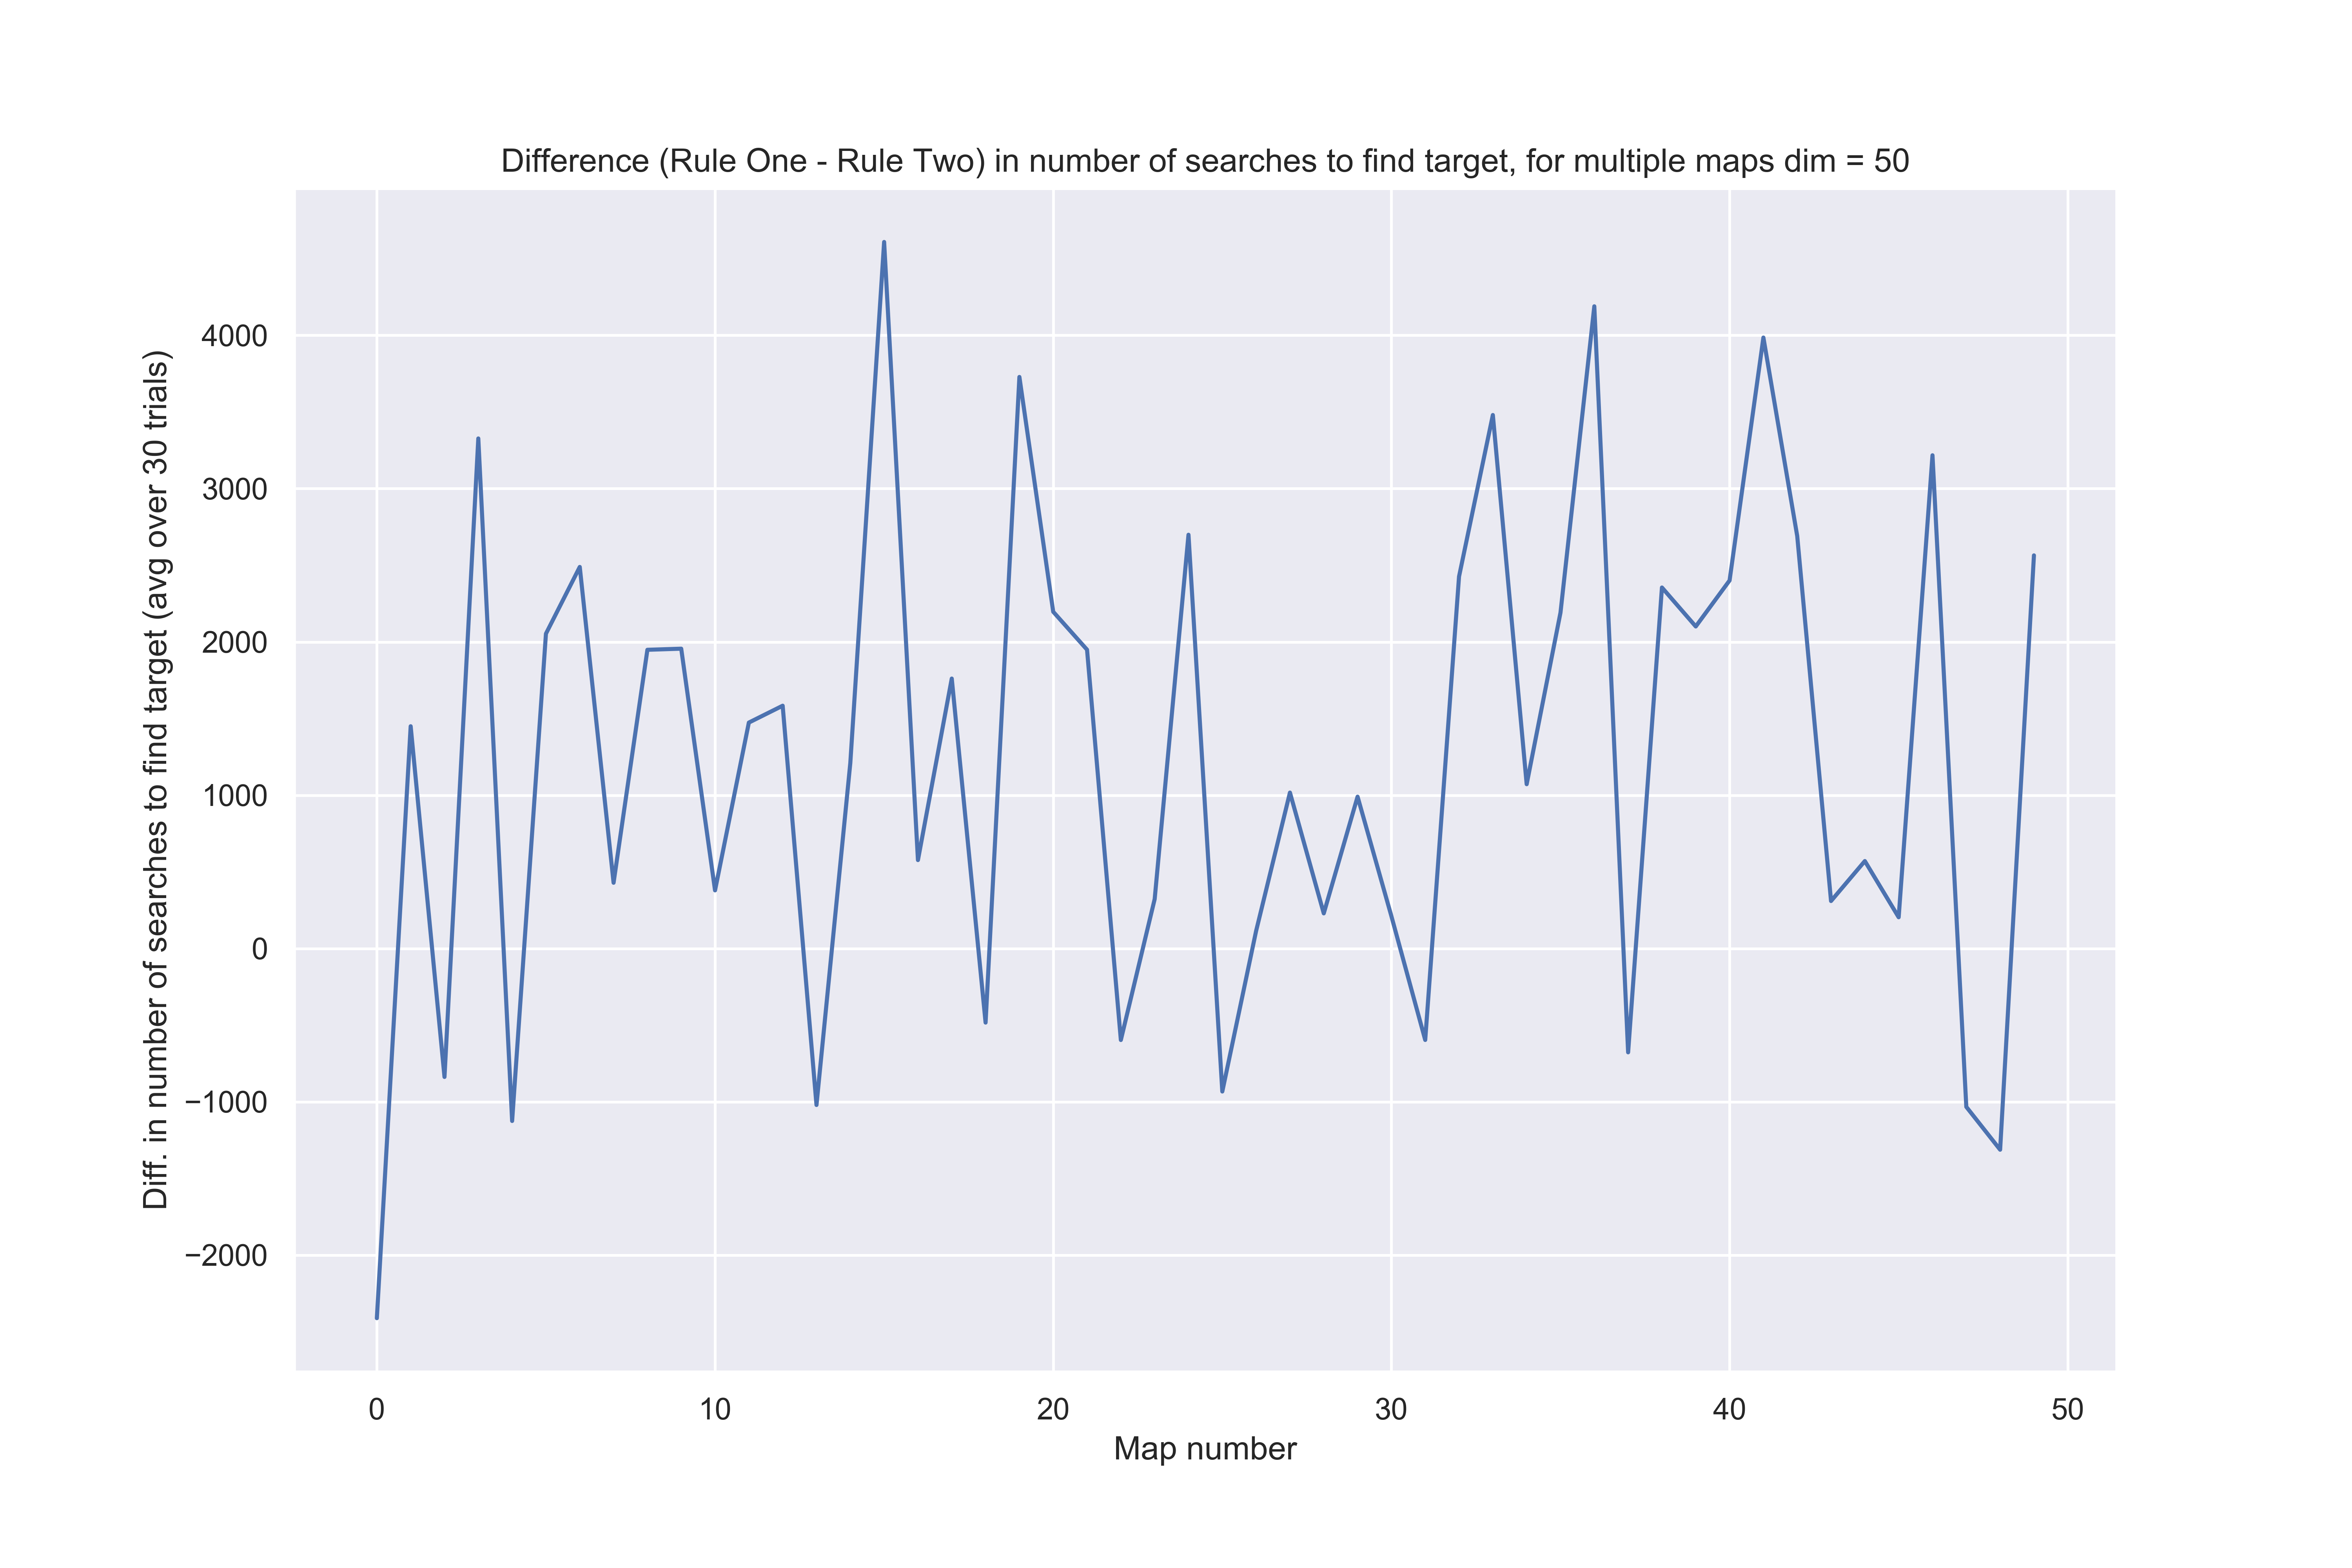 Difference (Rule One - Rule Two) in number of searches to find target, for multiple maps dim = 50
Diff. in number of searches to find target (avg over 30 trials)
4000
3000
2000
1000
0
−1000
−2000
0 10 20 30 40 50
Map number